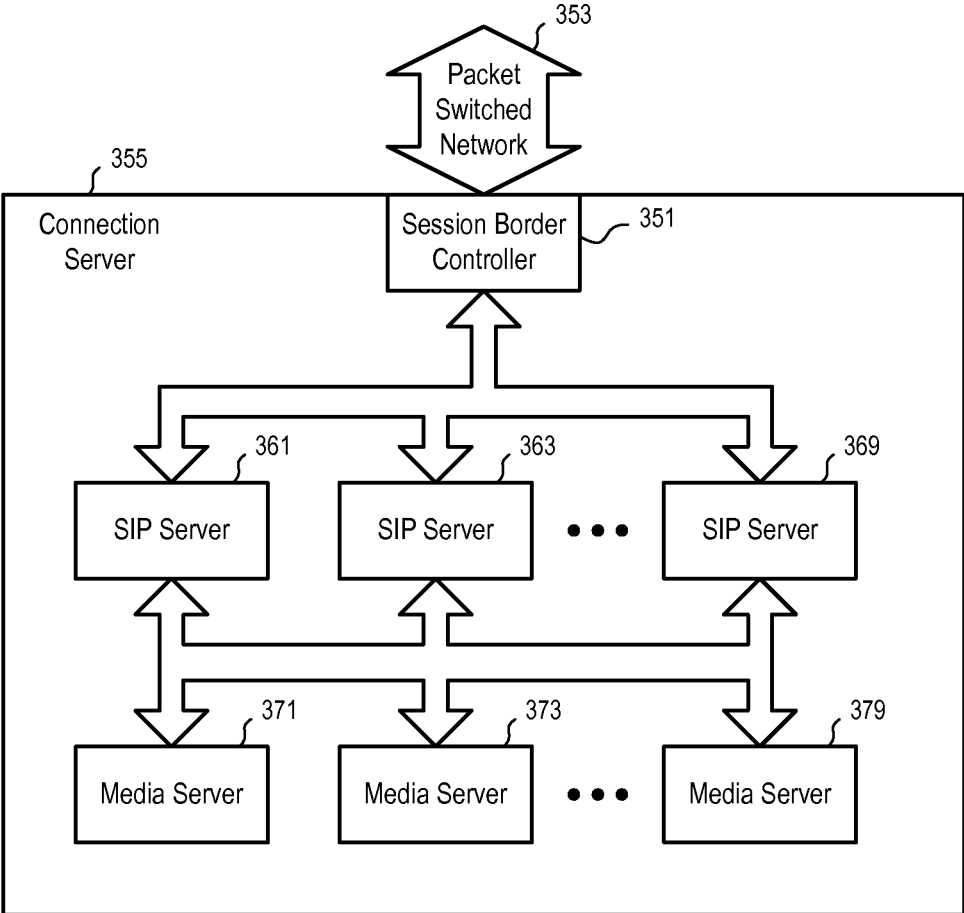 353
Packet
Switched
Network
355
Connection
Server
Session Border
Controller
351
361
363
369
SIP Server
SIP Server
SIP Server
371
373
379
Media Server
Media Server
Media Server